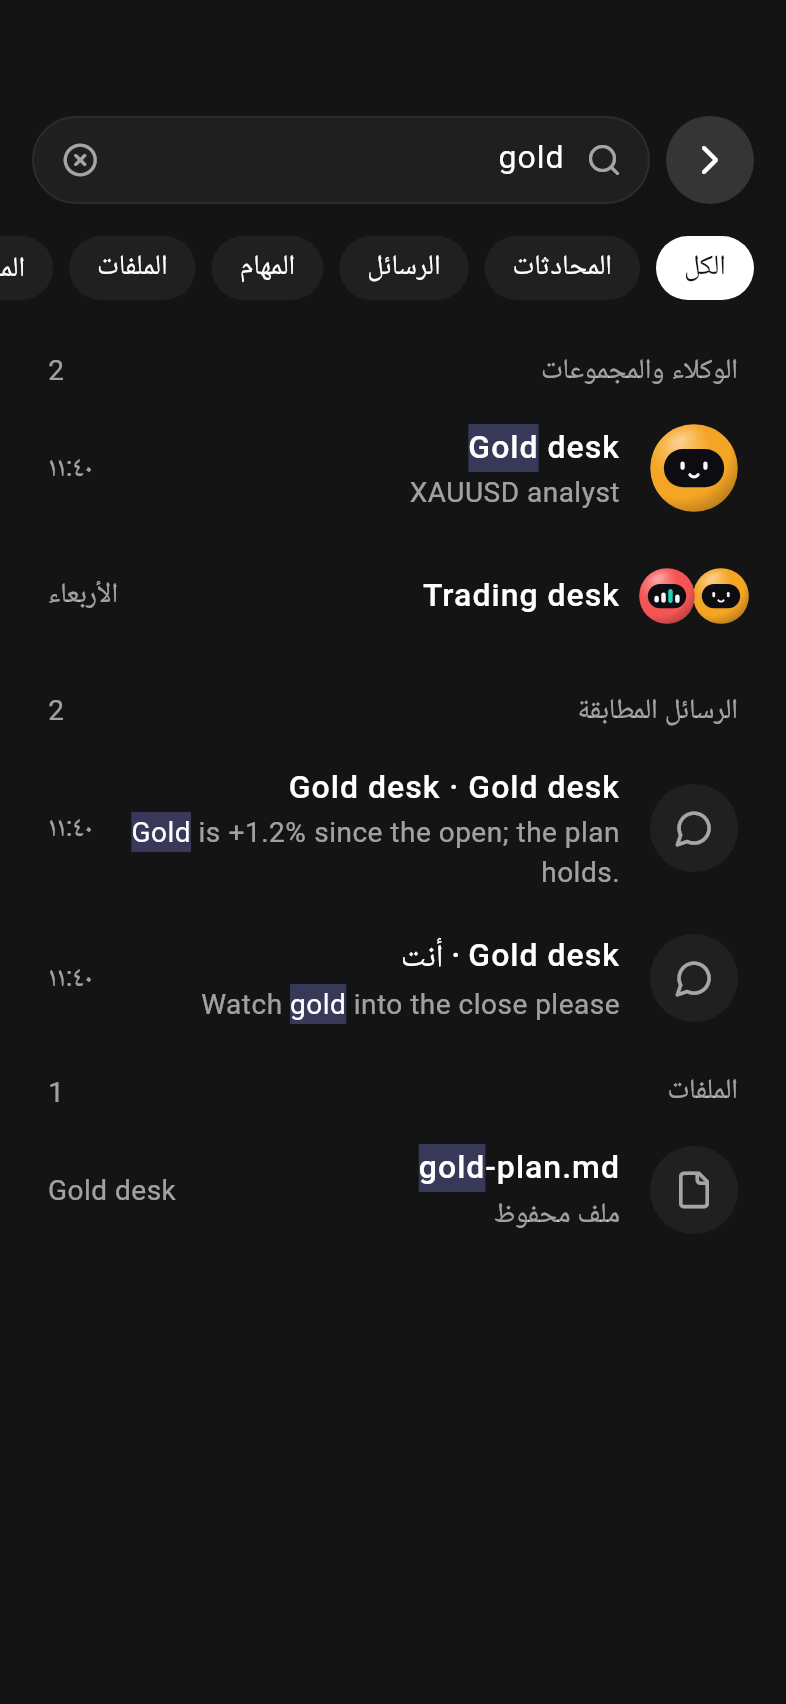 gold
الكل
المحادثات
الرسائل
المهام
الملفات
الوكلاء والمجموعات
2
Gold desk
١١:٤٠
XAUUSD analyst
Trading desk
الأربعاء
الرسائل المطابقة
2
Gold desk · Gold desk
١١:٤٠
Gold is +1.2% since the open; the plan
holds.
Gold desk · أنت
١١:٤٠
Watch gold into the close please
الملفات
1
gold-plan.md
Gold desk
ملف محفوظ